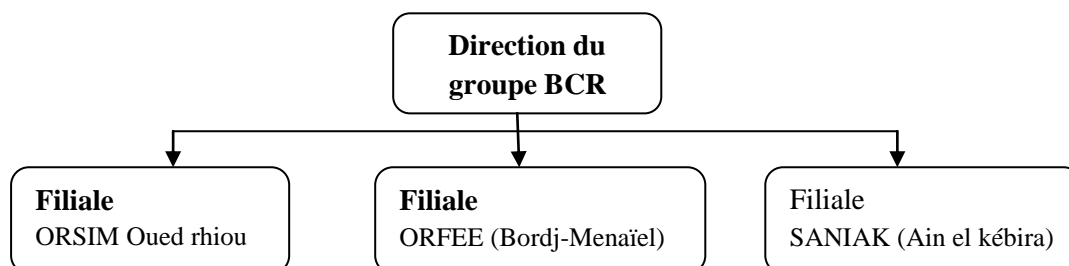 Direction du
groupe BCR
Filiale
ORSIM Oued rhiou
Filiale
ORFEE (Bordj-Menaïel)
Filiale
SANIAK (Ain el kébira)